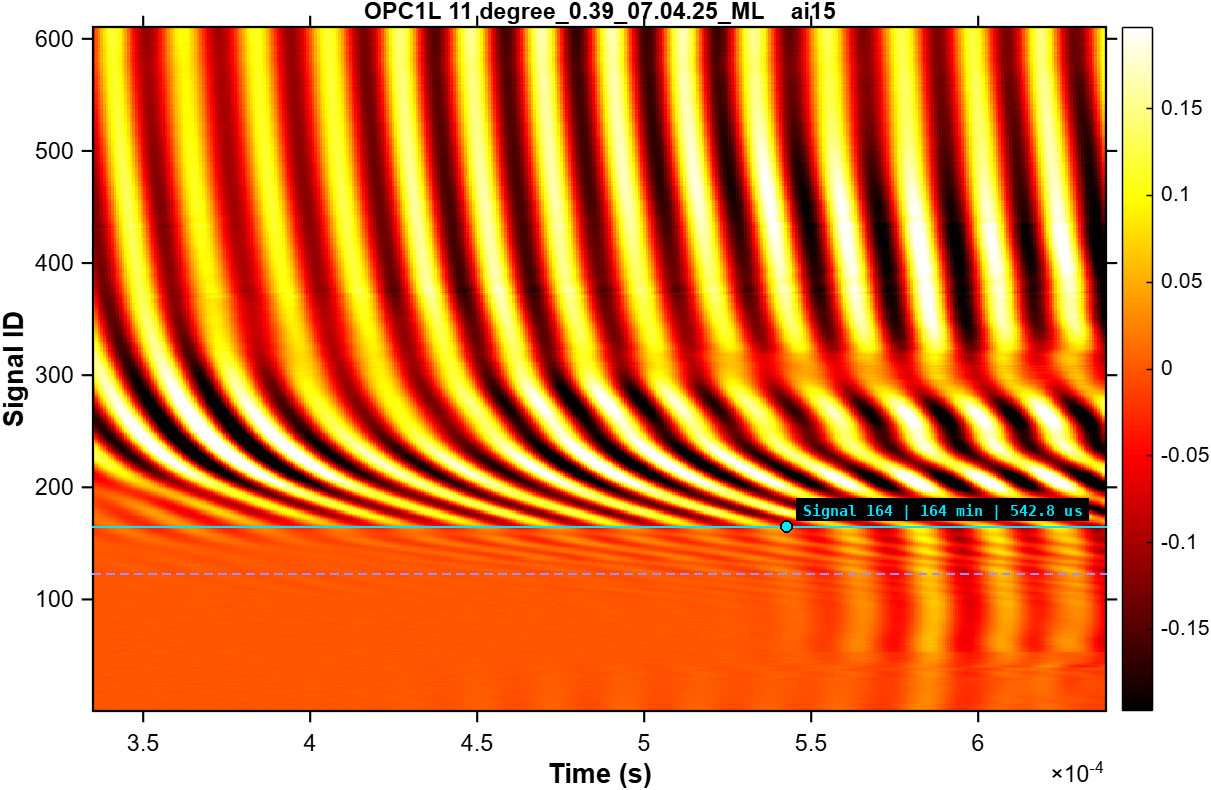 OPC1L 11 degree_0.39_07.04.25_ML ai15
600
500
400
300
200
100
Signal ID
Signal 164 | 164 min | 542.8 us
0.15
0.1
0.05
0
-0.05
-0.1
-0.15
3.5 4 4.5 5 5.5 6
Time (s)
×10-4